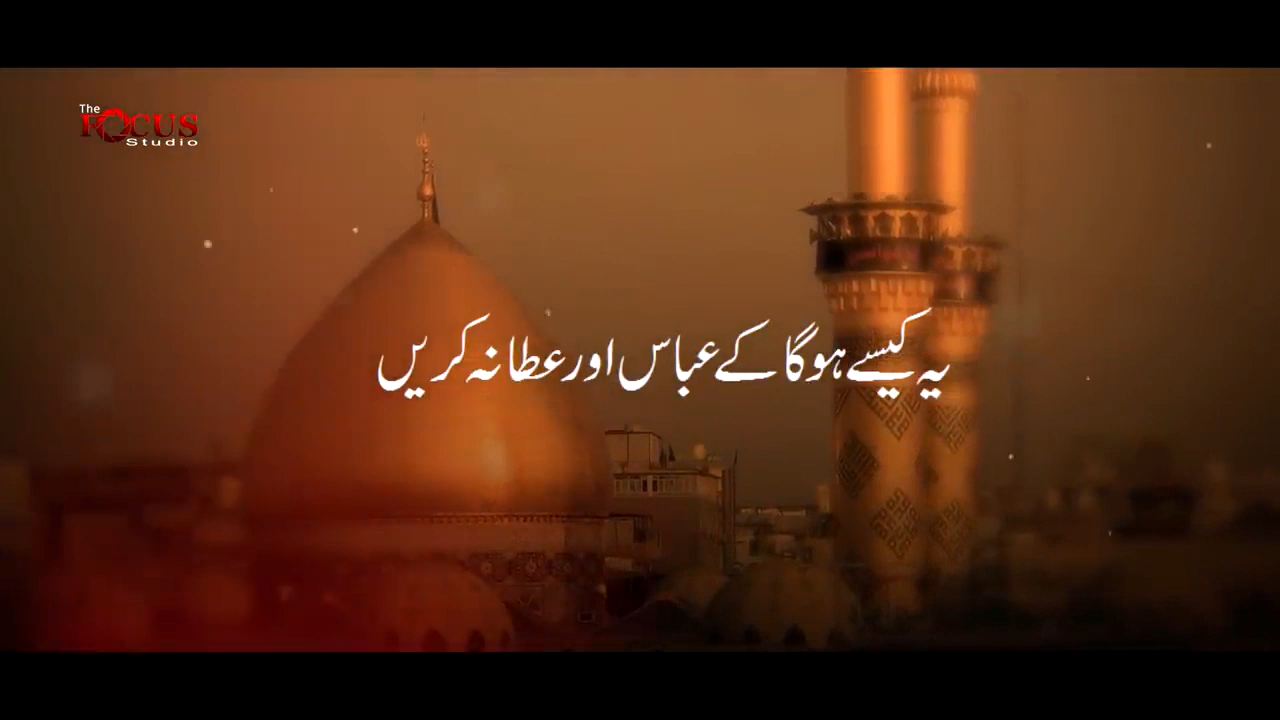 The
FOCUS
Studio
یہ کیسے ہوگا کے عباس اور عطا نہ کریں